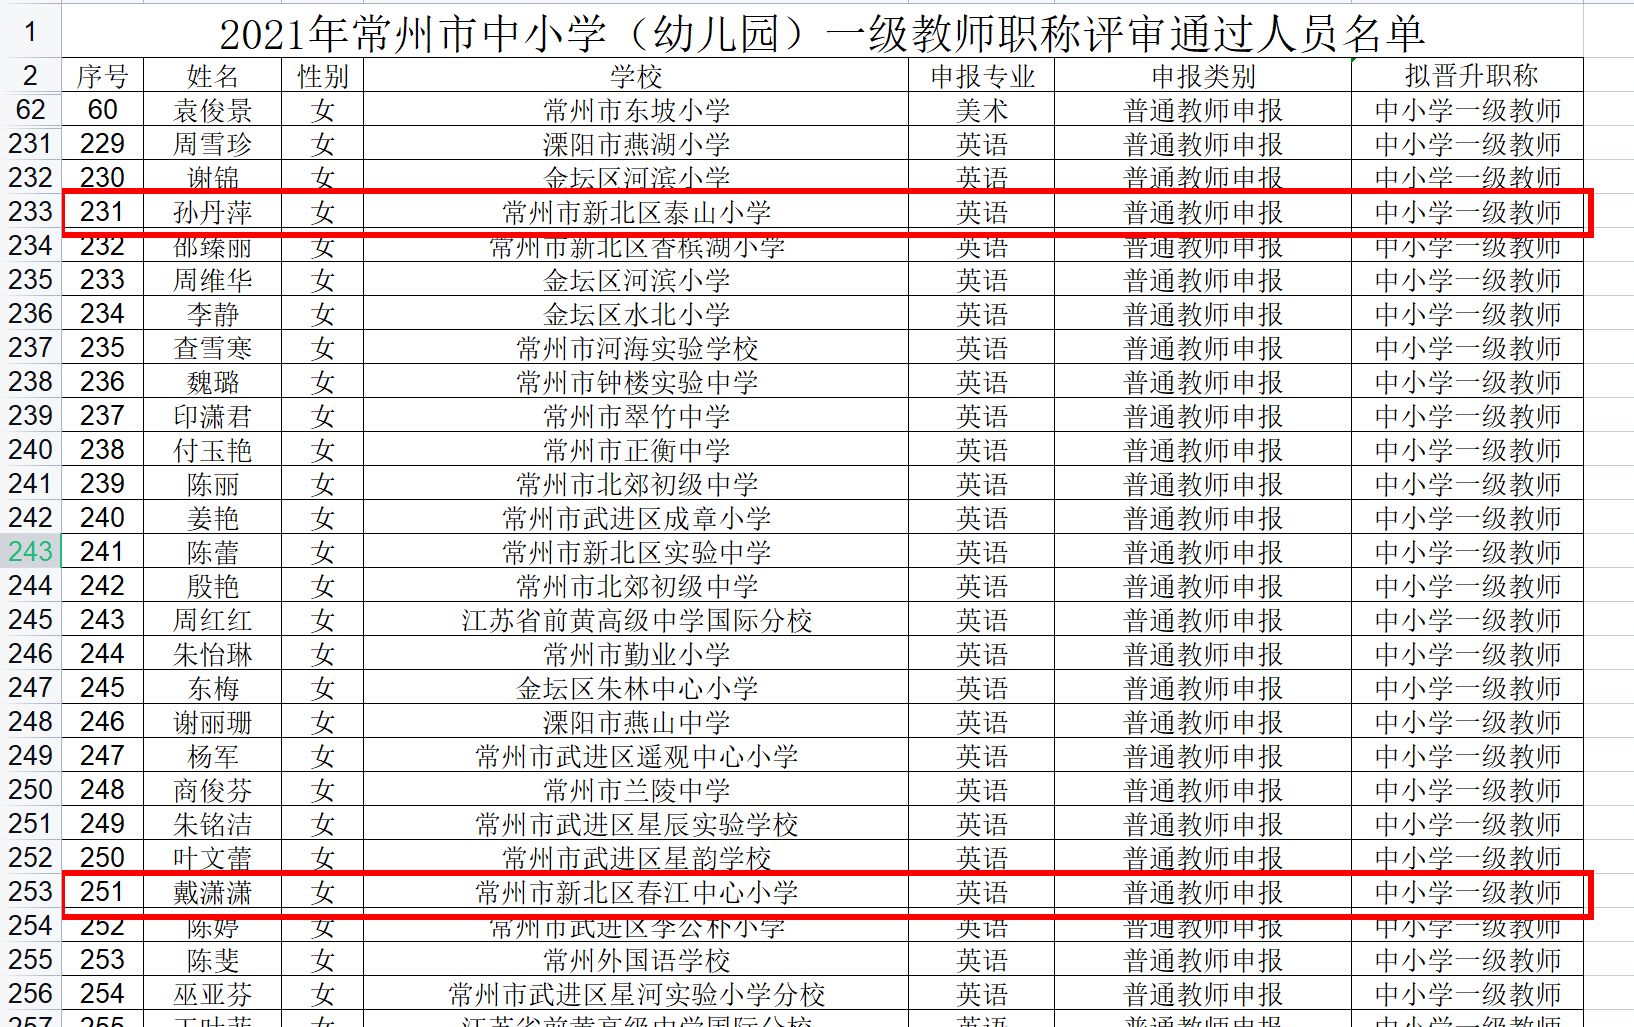 1 2021年常州市中小学（幼儿园）一级教师职称评审通过人员名单
2 序号 姓名 性别 学校 申报专业 申报类别 拟晋升职称
62 60 袁俊景 女 常州市东坡小学 美术 普通教师申报 中小学一级教师
231 229 周雪珍 女 溧阳市燕湖小学 英语 普通教师申报 中小学一级教师
232 230 谢锦 女 金坛区河滨小学 英语 普通教师申报 中小学一级教师
233 231 孙丹萍 女 常州市新北区泰山小学 英语 普通教师申报 中小学一级教师
234 232 邵臻丽 女 常州市新北区香槟湖小学 英语 普通教师申报 中小学一级教师
235 233 周维华 女 金坛区河滨小学 英语 普通教师申报 中小学一级教师
236 234 李静 女 金坛区水北小学 英语 普通教师申报 中小学一级教师
237 235 查雪寒 女 常州市河海实验学校 英语 普通教师申报 中小学一级教师
238 236 魏璐 女 常州市钟楼实验中学 英语 普通教师申报 中小学一级教师
239 237 印潇君 女 常州市翠竹中学 英语 普通教师申报 中小学一级教师
240 238 付玉艳 女 常州市正衡中学 英语 普通教师申报 中小学一级教师
241 239 陈丽 女 常州市北郊初级中学 英语 普通教师申报 中小学一级教师
242 240 姜艳 女 常州市武进区成章小学 英语 普通教师申报 中小学一级教师
243 241 陈蕾 女 常州市新北区实验中学 英语 普通教师申报 中小学一级教师
244 242 殷艳 女 常州市北郊初级中学 英语 普通教师申报 中小学一级教师
245 243 周红红 女 江苏省前黄高级中学国际分校 英语 普通教师申报 中小学一级教师
246 244 朱怡琳 女 常州市勤业小学 英语 普通教师申报 中小学一级教师
247 245 东梅 女 金坛区朱林中心小学 英语 普通教师申报 中小学一级教师
248 246 谢丽珊 女 溧阳市燕山中学 英语 普通教师申报 中小学一级教师
249 247 杨军 女 常州市武进区遥观中心小学 英语 普通教师申报 中小学一级教师
250 248 商俊芬 女 常州市兰陵中学 英语 普通教师申报 中小学一级教师
251 249 朱铭洁 女 常州市武进区星辰实验学校 英语 普通教师申报 中小学一级教师
252 250 叶文蕾 女 常州市武进区星韵学校 英语 普通教师申报 中小学一级教师
253 251 戴潇潇 女 常州市新北区春江中心小学 英语 普通教师申报 中小学一级教师
254 252 陈婷 女 常州市武进区李公朴小学 英语 普通教师申报 中小学一级教师
255 253 陈斐 女 常州外国语学校 英语 普通教师申报 中小学一级教师
256 254 巫亚芬 女 常州市武进区星河实验小学分校 英语 普通教师申报 中小学一级教师
257 255 女 江苏省前黄高级中学国际分校 英语 普通教师申报 中小学一级教师